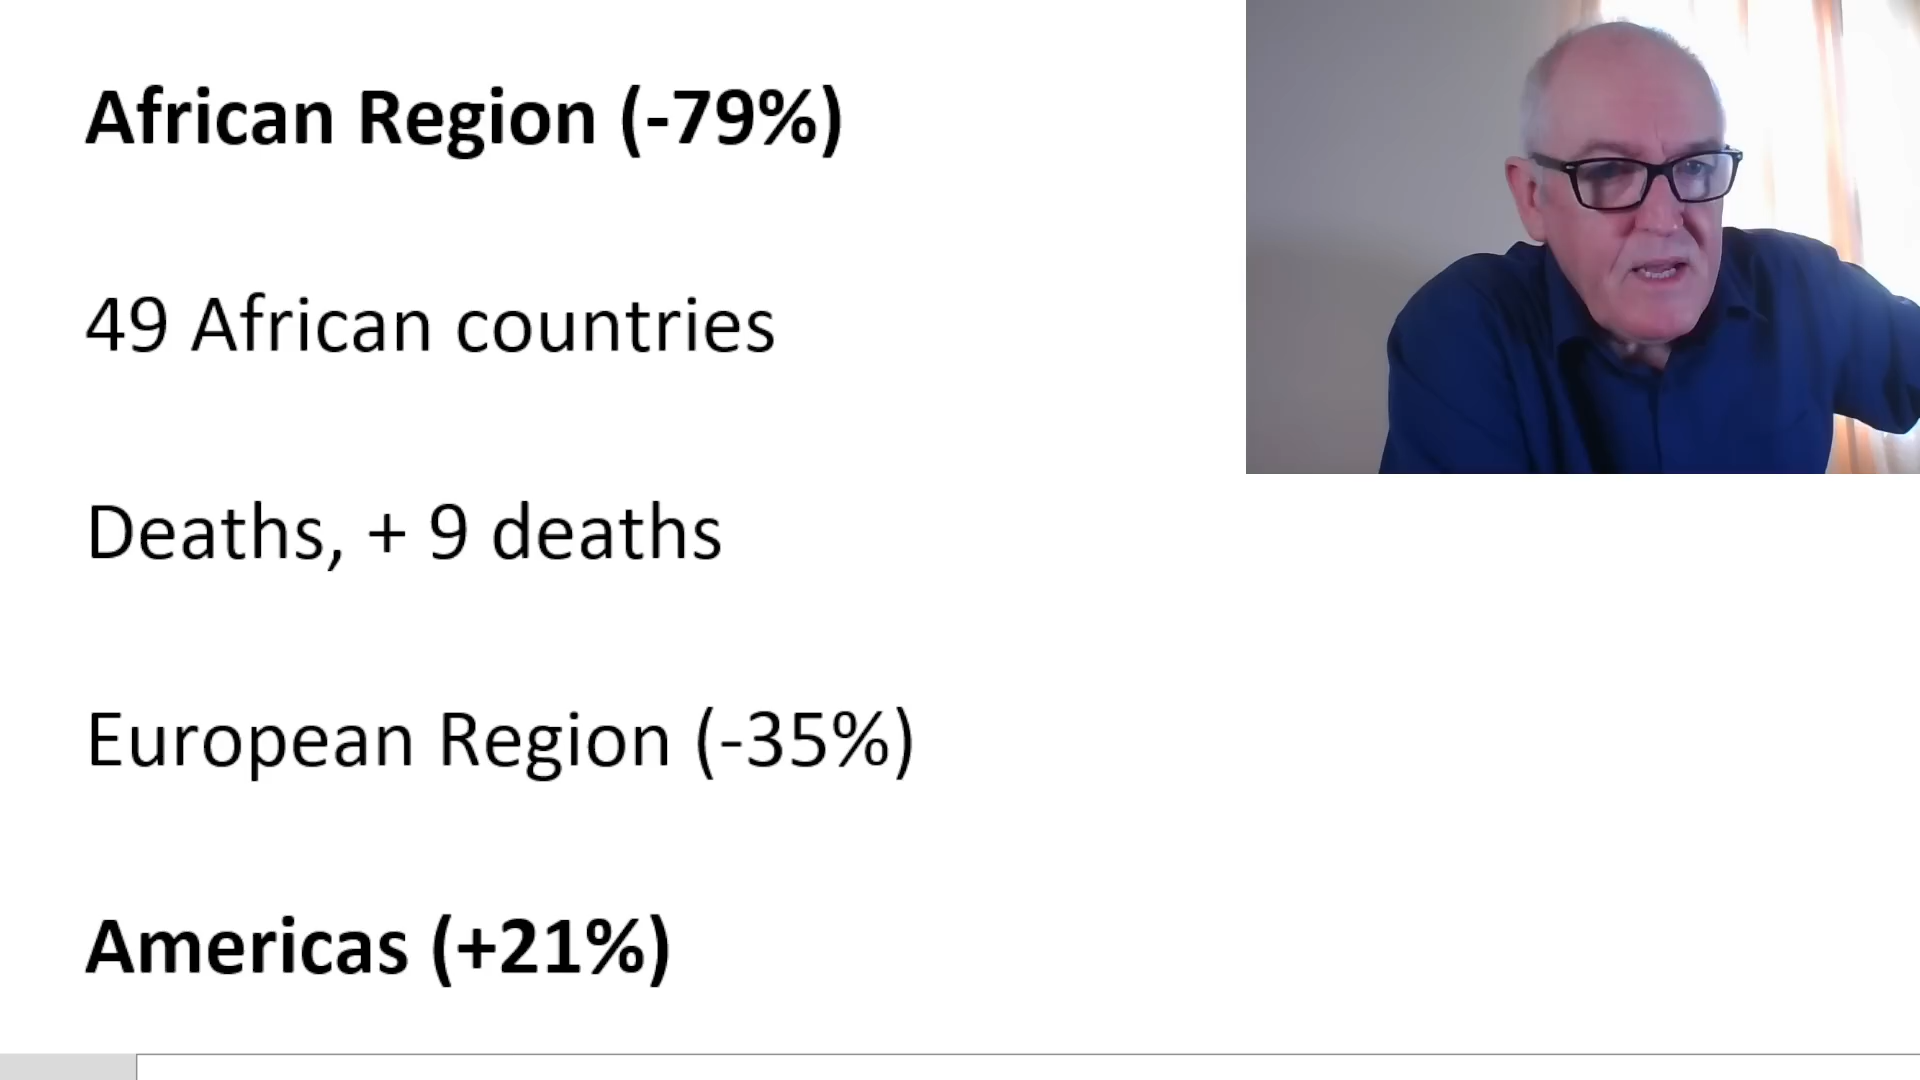 African Region (-79%)
49 African countries
Deaths, + 9 deaths
European Region (-35%)
Americas (+21%)